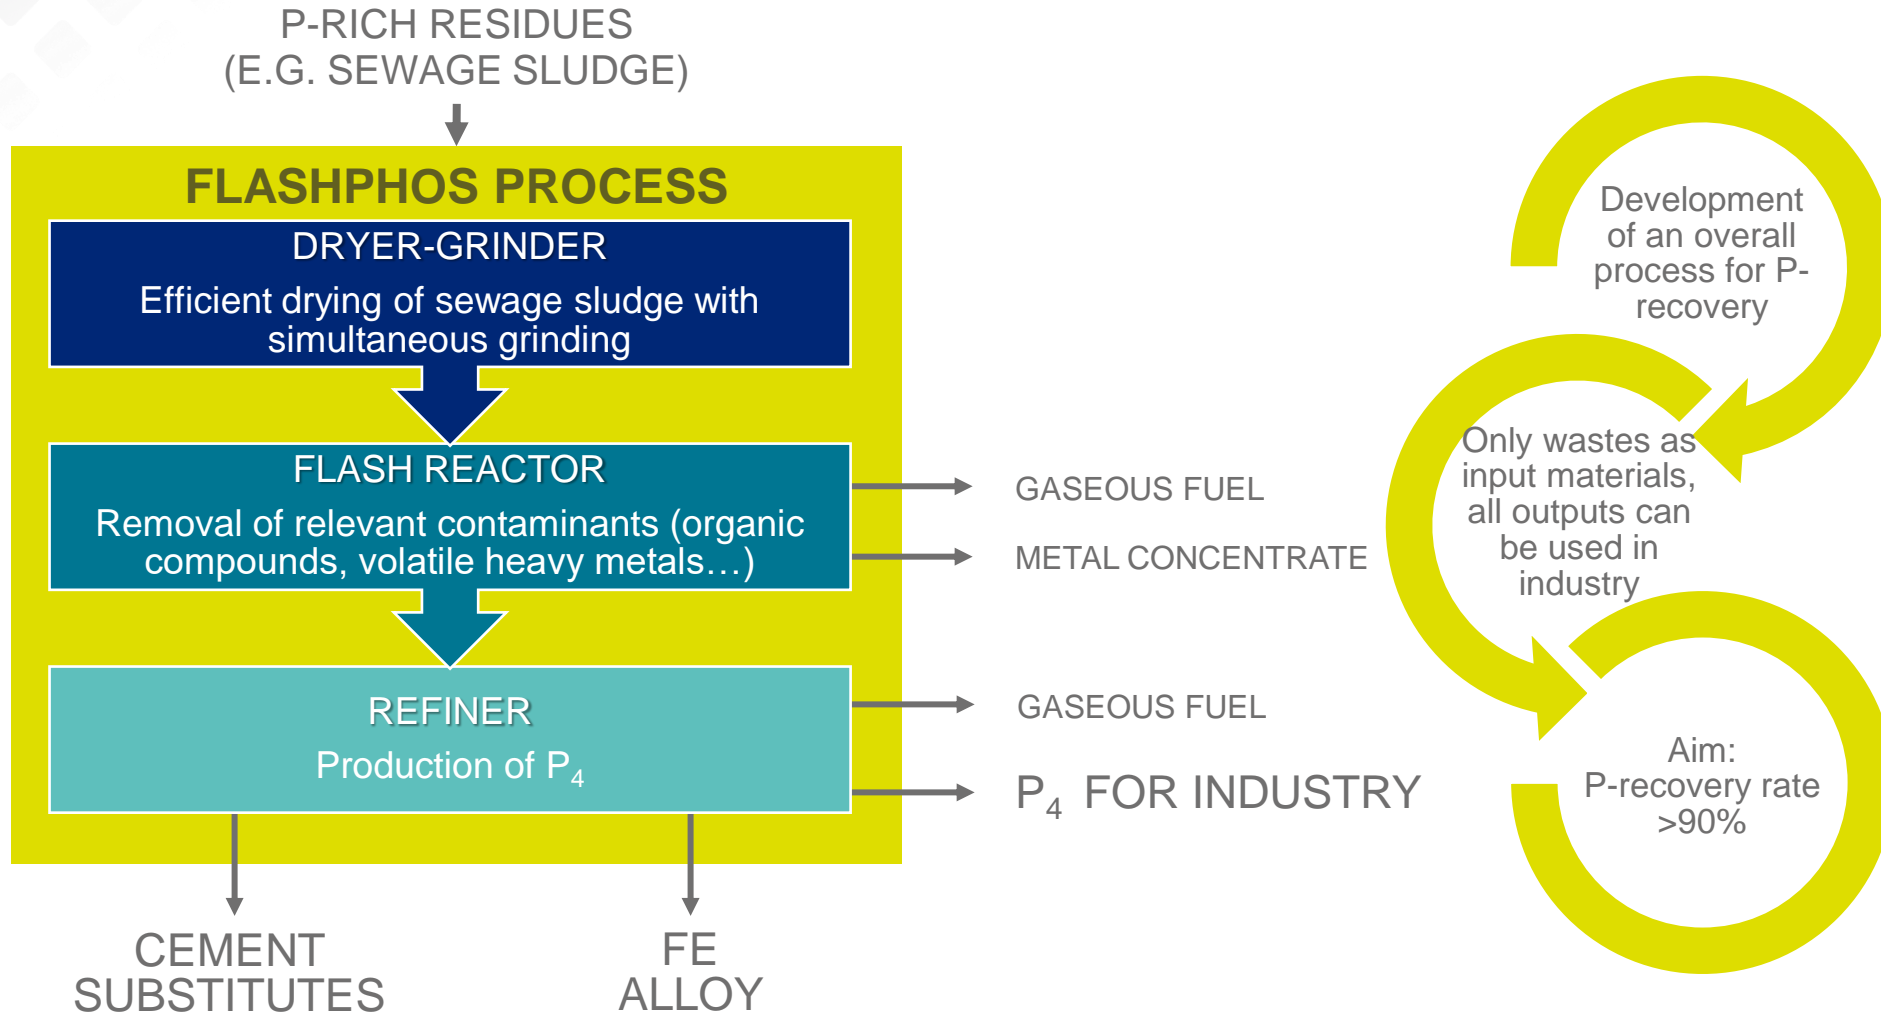 P-RICH RESIDUES
(E.G. SEWAGE SLUDGE)
FLASHPHOS PROCESS
DRYER-GRINDER
Efficient drying of sewage sludge with
simultaneous grinding
FLASH REACTOR
Removal of relevant contaminants (organic
compounds, volatile heavy metals…)
GASEOUS FUEL
METAL CONCENTRATE
REFINER
Production of P₄
GASEOUS FUEL
P₄ FOR INDUSTRY
CEMENT
SUBSTITUTES
FE
ALLOY
Development
of an overall
process for P-
recovery
Only wastes as
input materials,
all outputs can
be used in
industry
Aim:
P-recovery rate
>90%